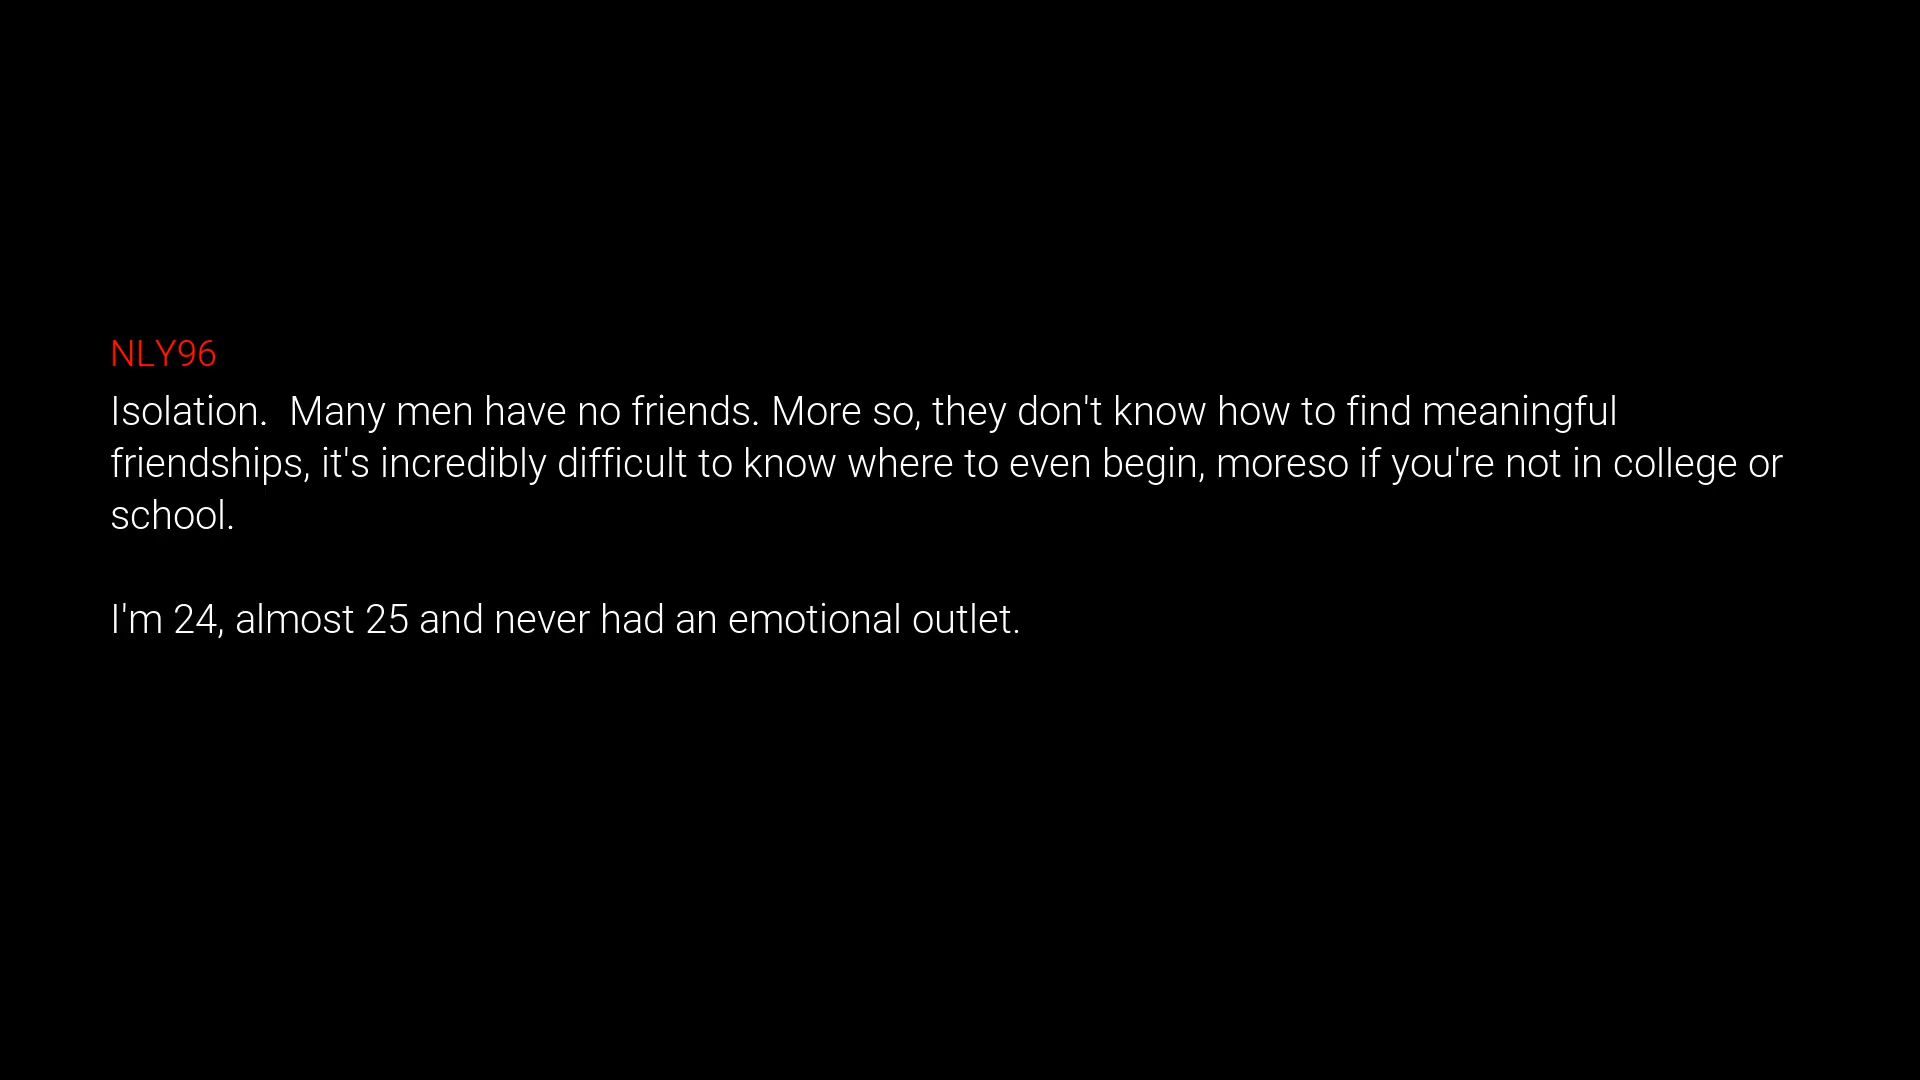 NLY96
Isolation.  Many men have no friends. More so, they don't know how to find meaningful
friendships, it's incredibly difficult to know where to even begin, moreso if you're not in college or
school.
I'm 24, almost 25 and never had an emotional outlet.